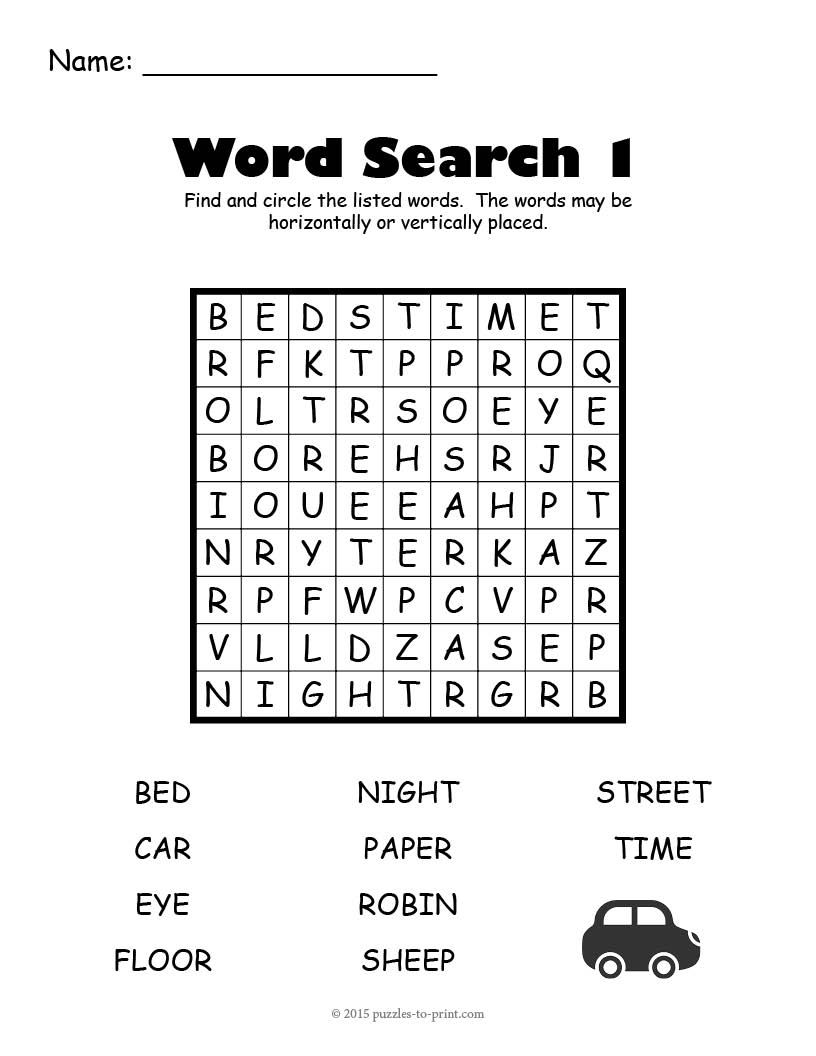 Name: ____________________
Word Search 1
Find and circle the listed words. The words may be
horizontally or vertically placed.
B E D S T I M E T
R F K T P P R O Q
O L T R S O E Y E
B O R E H S R J R
I O U E E A H P T
N R Y T E R K A Z
R P F W P C V P R
V L L D Z A S E P
N I G H T R G R B
BED NIGHT STREET
CAR PAPER TIME
EYE ROBIN
FLOOR SHEEP
© 2015 puzzles-to-print.com